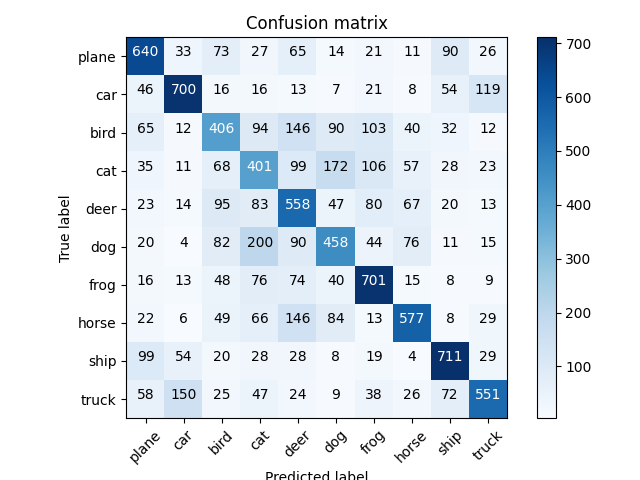 Confusion matrix
plane 640 33 73 27 65 14 21 11 90 26
car 46 700 16 16 13 7 21 8 54 119
bird 65 12 406 94 146 90 103 40 32 12
cat 35 11 68 401 99 172 106 57 28 23
deer 23 14 95 83 558 47 80 67 20 13
dog 20 4 82 200 90 458 44 76 11 15
frog 16 13 48 76 74 40 701 15 8 9
horse 22 6 49 66 146 84 13 577 8 29
ship 99 54 20 28 28 8 19 4 711 29
truck 58 150 25 47 24 9 38 26 72 551
True label
plane car bird cat deer dog frog horse ship truck
Predicted label
700
600
500
400
300
200
100